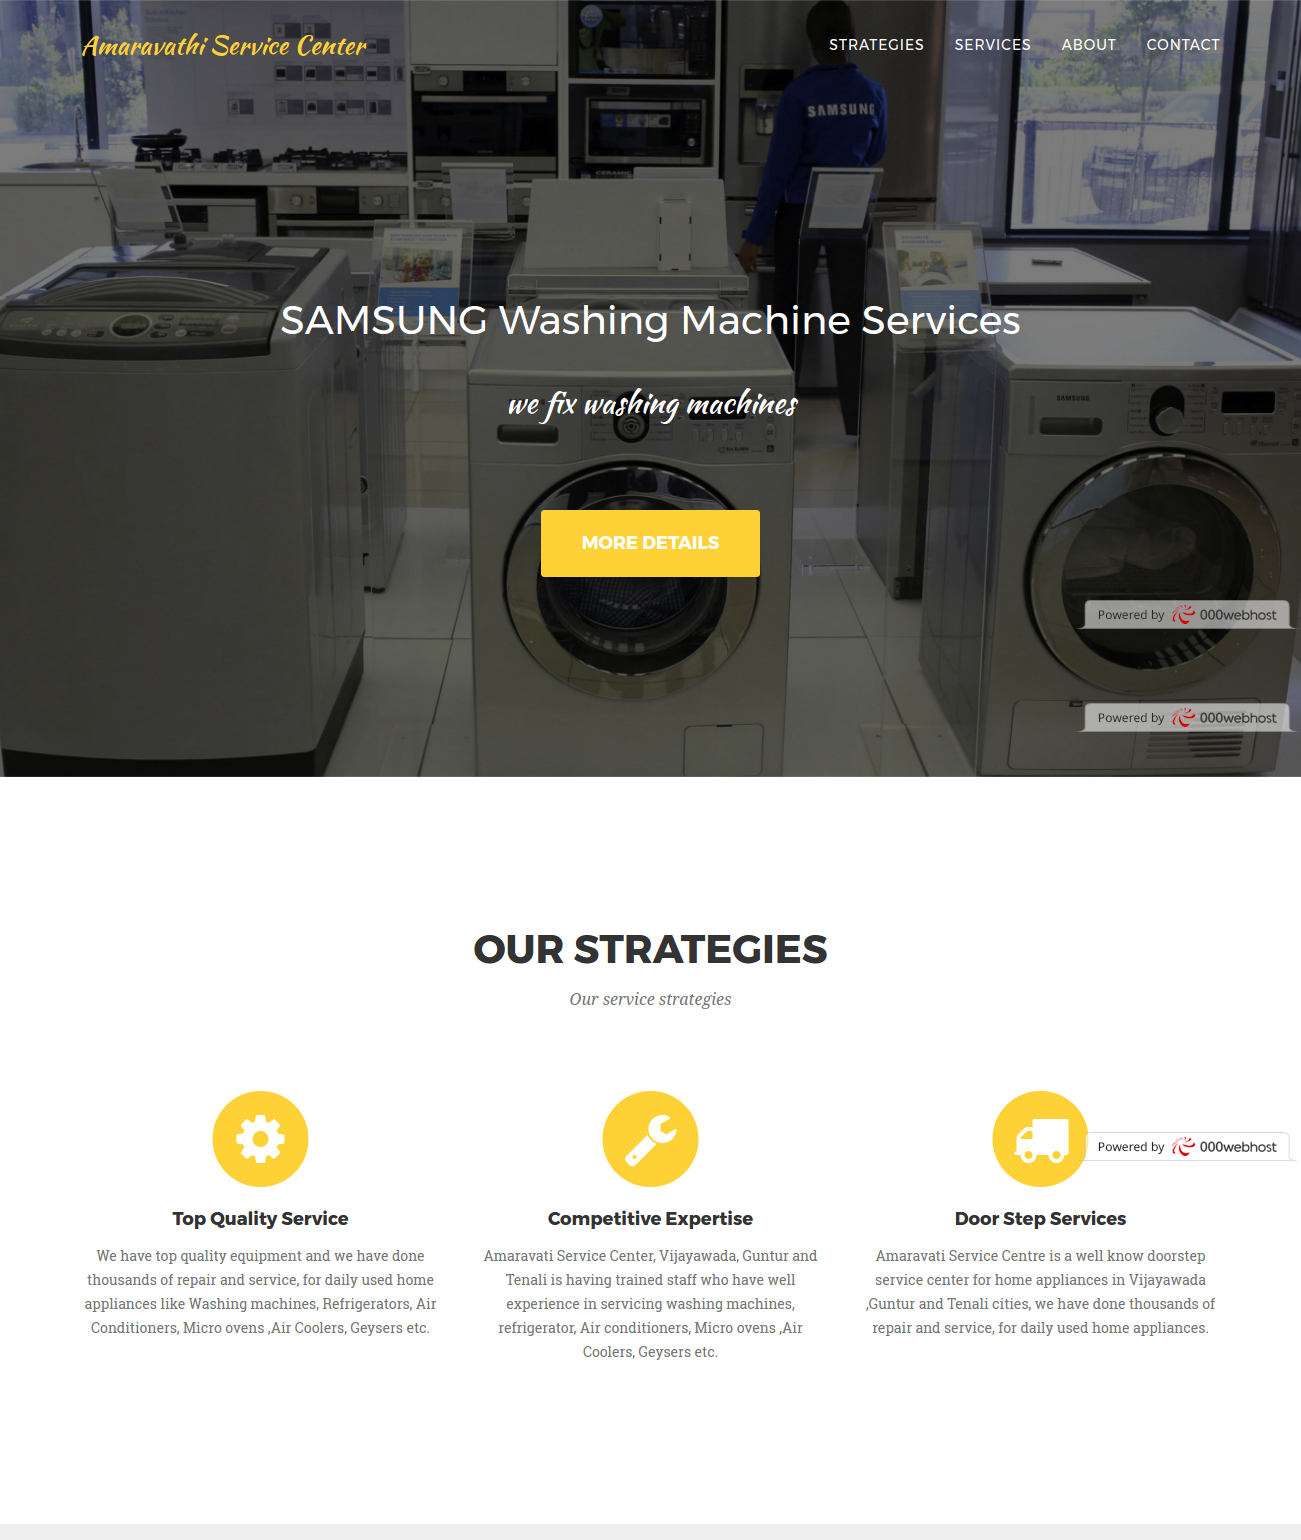 Amaravathi Service Center
STRATEGIES SERVICES ABOUT CONTACT
SAMSUNG
SAMSUNG Washing Machine Services
we fix washing machines
SAMSUNG
MORE DETAILS
Powered by 000webhost
Powered by 000webhost
OUR STRATEGIES
Our service strategies
Powered by 000webhost
Top Quality Service
We have top quality equipment and we have done
thousands of repair and service, for daily used home
appliances like Washing machines, Refrigerators, Air
Conditioners, Micro ovens ,Air Coolers, Geysers etc.
Competitive Expertise
Amaravati Service Center, Vijayawada, Guntur and
Tenali is having trained staff who have well
experience in servicing washing machines,
refrigerator, Air conditioners, Micro ovens ,Air
Coolers, Geysers etc.
Door Step Services
Amaravati Service Centre is a well know doorstep
service center for home appliances in Vijayawada
,Guntur and Tenali cities, we have done thousands of
repair and service, for daily used home appliances.